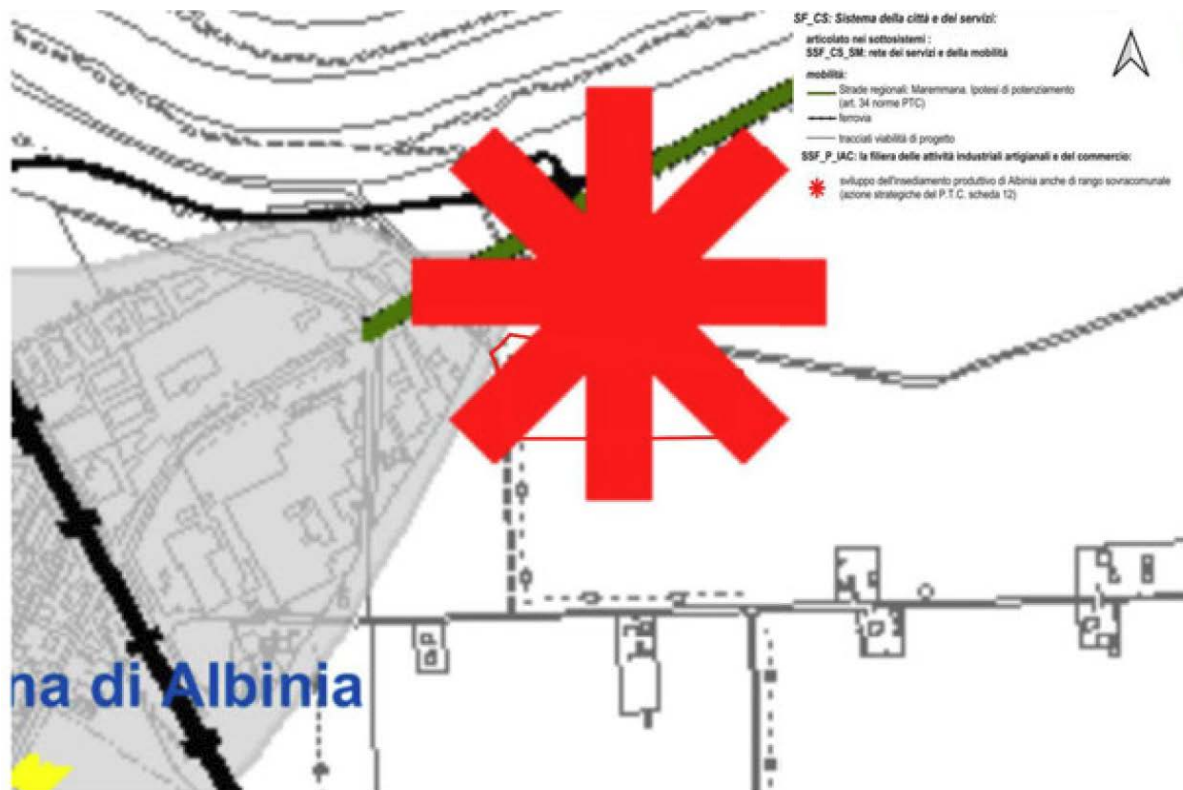 SF_CS: Sistema della città e dei servizi:
articolato nei sottosistemi :
SSF_CS_SM: rete dei servizi e della mobilità
mobilità:
Strade regionali: Maremmana. Ipotesi di potenziamento
(art. 34 norme PTC)
ferrovia
tracciati viabilità di progetto
SSF_P_IAC: la filiera delle attività industriali artigianali e del commercio:
sviluppo dell'insediamento produttivo di Albinia anche di rango sovracomunale
(azione strategiche del P.T.C. scheda 12)
na di Albinia